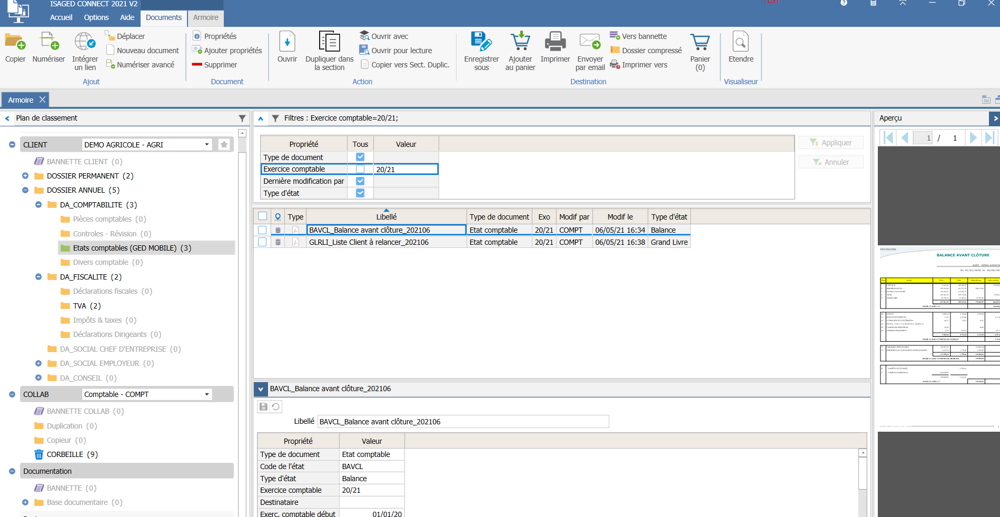 ISAGED CONNECT 2021 V2 -
TEST
Accueil Options Aide Documents Armoire
Copier
Numériser
Intégrer
un lien
Déplacer
Nouveau document
Numériser avancé
Ajout
Propriétés
Ajouter propriétés
Supprimer
Document
Ouvrir
Dupliquer dans
la section
Ouvrir avec
Ouvrir pour lecture
Copier vers Sect. Duplic.
Action
Enregistrer
sous
Ajouter
au panier
Imprimer
Envoyer
par email
Vers bannette
Dossier compressé
Imprimer vers
Destination
Panier
(0)
Etendre
Visualiseur
Armoire
Plan de classement
CLIENT DEMO AGRICOLE - AGRI
BANNETTE CLIENT (0)
DOSSIER PERMANENT (2)
DOSSIER ANNUEL (5)
DA_COMPTABILITE (3)
Pièces comptables (0)
Controles - Révision (0)
Etats comptables (GED MOBILE) (3)
Divers comptable (0)
DA_FISCALITE (2)
Déclarations fiscales (0)
TVA (2)
Impôts & taxes (0)
Déclarations Dirigeants (0)
DA_SOCIAL CHEF D'ENTREPRISE (0)
DA_SOCIAL EMPLOYEUR (0)
DA_CONSEIL (0)
COLLAB Comptable - COMPT
BANNETTE COLLAB (0)
Duplication (0)
Copieur (0)
CORBEILLE (9)
Documentation
BANNETTE (0)
Base documentaire (0)
Filtres : Exercice comptable=20/21;
Propriété Tous Valeur
Type de document
Exercice comptable 20/21
Dernière modification par
Type d'état
Appliquer
Annuler
Type Libellé Type de document Exo Modif par Modif le Type d'état
BAVCL_Balance avant clôture_202106 Etat comptable 20/21 COMPT 06/05/21 16:34 Balance
GLRLI_Liste Client à relancer_202106 Etat comptable 20/21 COMPT 06/05/21 16:38 Grand Livre
BAVCL_Balance avant clôture_202106
Libellé BAVCL_Balance avant clôture_202106
Propriété Valeur
Type de document Etat comptable
Code de l'état BAVCL
Type d'état Balance
Exercice comptable 20/21
Destinataire
Exerc. comptable début 01/01/20
Aperçu
1 / 1
PROVISOIRE
BALANCE AVANT CLÔTURE